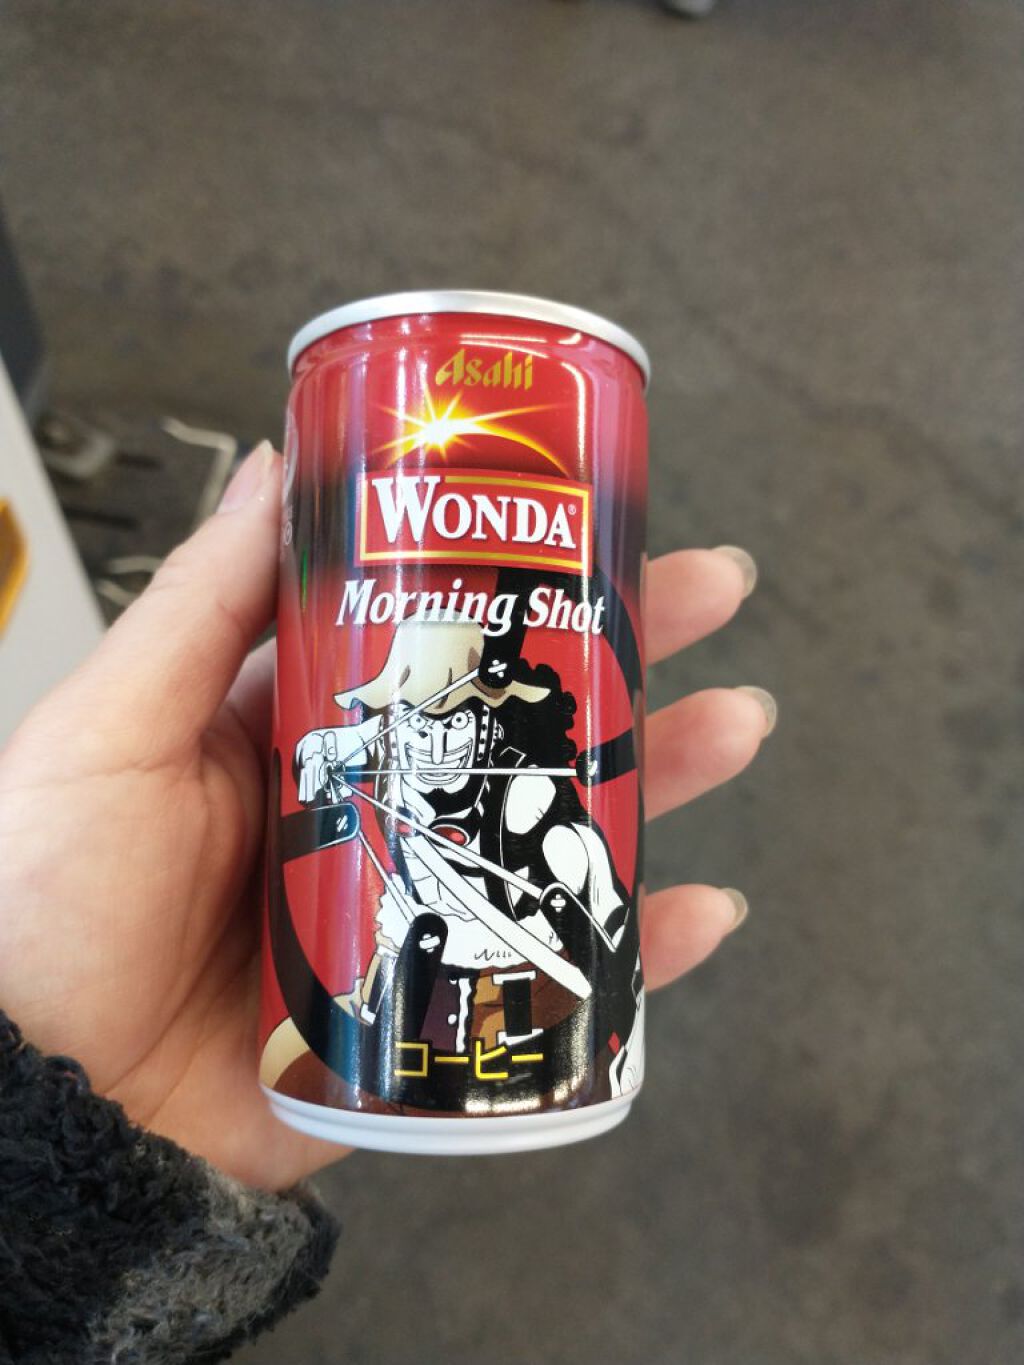 Asahi
WONDA®
Morning Shot
コーヒー